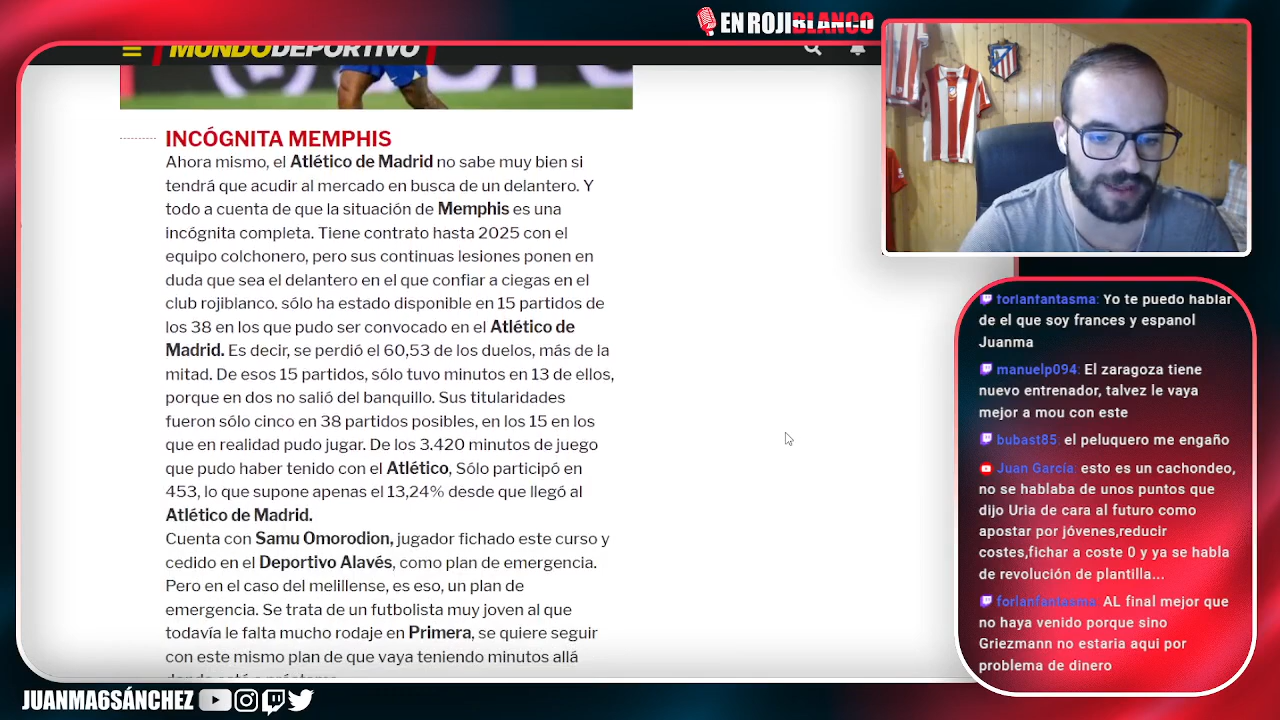 EN ROJIBLANCO
MUNDODEPORTIVO
INCÓGNITA MEMPHIS
Ahora mismo, el Atlético de Madrid no sabe muy bien si
tendrá que acudir al mercado en busca de un delantero. Y
todo a cuenta de que la situación de Memphis es una
incógnita completa. Tiene contrato hasta 2025 con el
equipo colchonero, pero sus continuas lesiones ponen en
duda que sea el delantero en el que confiar a ciegas en el
club rojiblanco. sólo ha estado disponible en 15 partidos de
los 38 en los que pudo ser convocado en el Atlético de
Madrid. Es decir, se perdió el 60,53 de los duelos, más de la
mitad. De esos 15 partidos, sólo tuvo minutos en 13 de ellos,
porque en dos no salió del banquillo. Sus titularidades
fueron sólo cinco en 38 partidos posibles, en los 15 en los
que en realidad pudo jugar. De los 3.420 minutos de juego
que pudo haber tenido con el Atlético, Sólo participó en
453, lo que supone apenas el 13,24% desde que llegó al
Atlético de Madrid.
Cuenta con Samu Omorodion, jugador fichado este curso y
cedido en el Deportivo Alavés, como plan de emergencia.
Pero en el caso del melillense, es eso, un plan de
emergencia. Se trata de un futbolista muy joven al que
todavía le falta mucho rodaje en Primera, se quiere seguir
con este mismo plan de que vaya teniendo minutos allá
forlanfantasma: Yo te puedo hablar
de el que soy frances y espanol
Juanma
manuelp094: El zaragoza tiene
nuevo entrenador, talvez le vaya
mejor a mou con este
bubast85: el peluquero me engaño
Juan García: esto es un cachondeo,
no se hablaba de unos puntos que
dijo Uria de cara al futuro como
apostar por jóvenes,reducir
costes,fichar a coste 0 y ya se habla
de revolución de plantilla...
forlanfantasma: AL final mejor que
no haya venido porque sino
Griezmann no estaria aqui por
problema de dinero
JUANMA6SÁNCHEZ